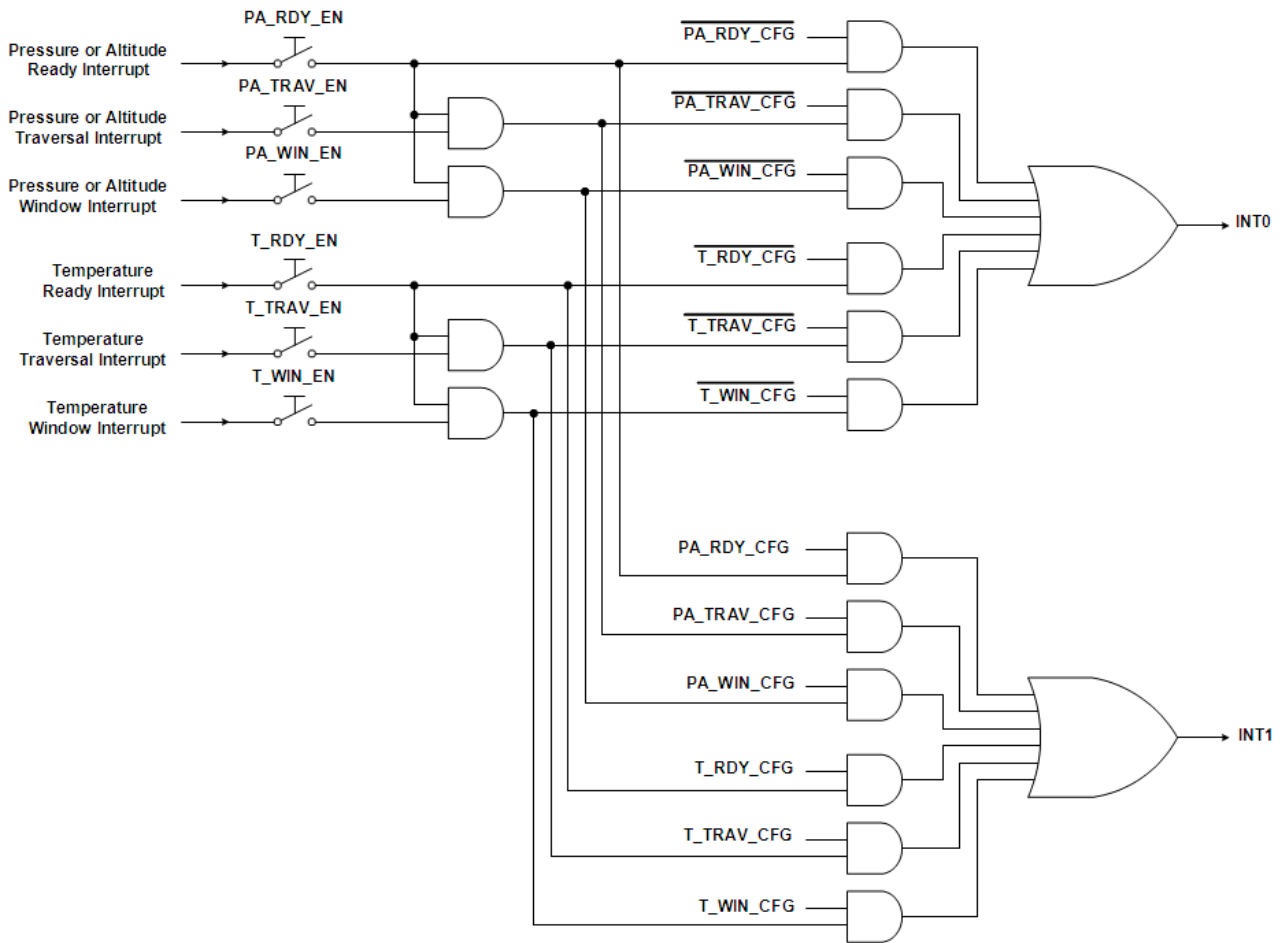 PA_RDY_EN
Pressure or Altitude
Ready Interrupt
PA_TRAV_EN
Pressure or Altitude
Traversal Interrupt
PA_WIN_EN
Pressure or Altitude
Window Interrupt
T_RDY_EN
Temperature
Ready Interrupt
T_TRAV_EN
Temperature
Traversal Interrupt
T_WIN_EN
Temperature
Window Interrupt
PA_RDY_CFG
PA_TRAV_CFG
PA_WIN_CFG
T_RDY_CFG
T_TRAV_CFG
T_WIN_CFG
INT0
PA_RDY_CFG
PA_TRAV_CFG
PA_WIN_CFG
T_RDY_CFG
T_TRAV_CFG
T_WIN_CFG
INT1